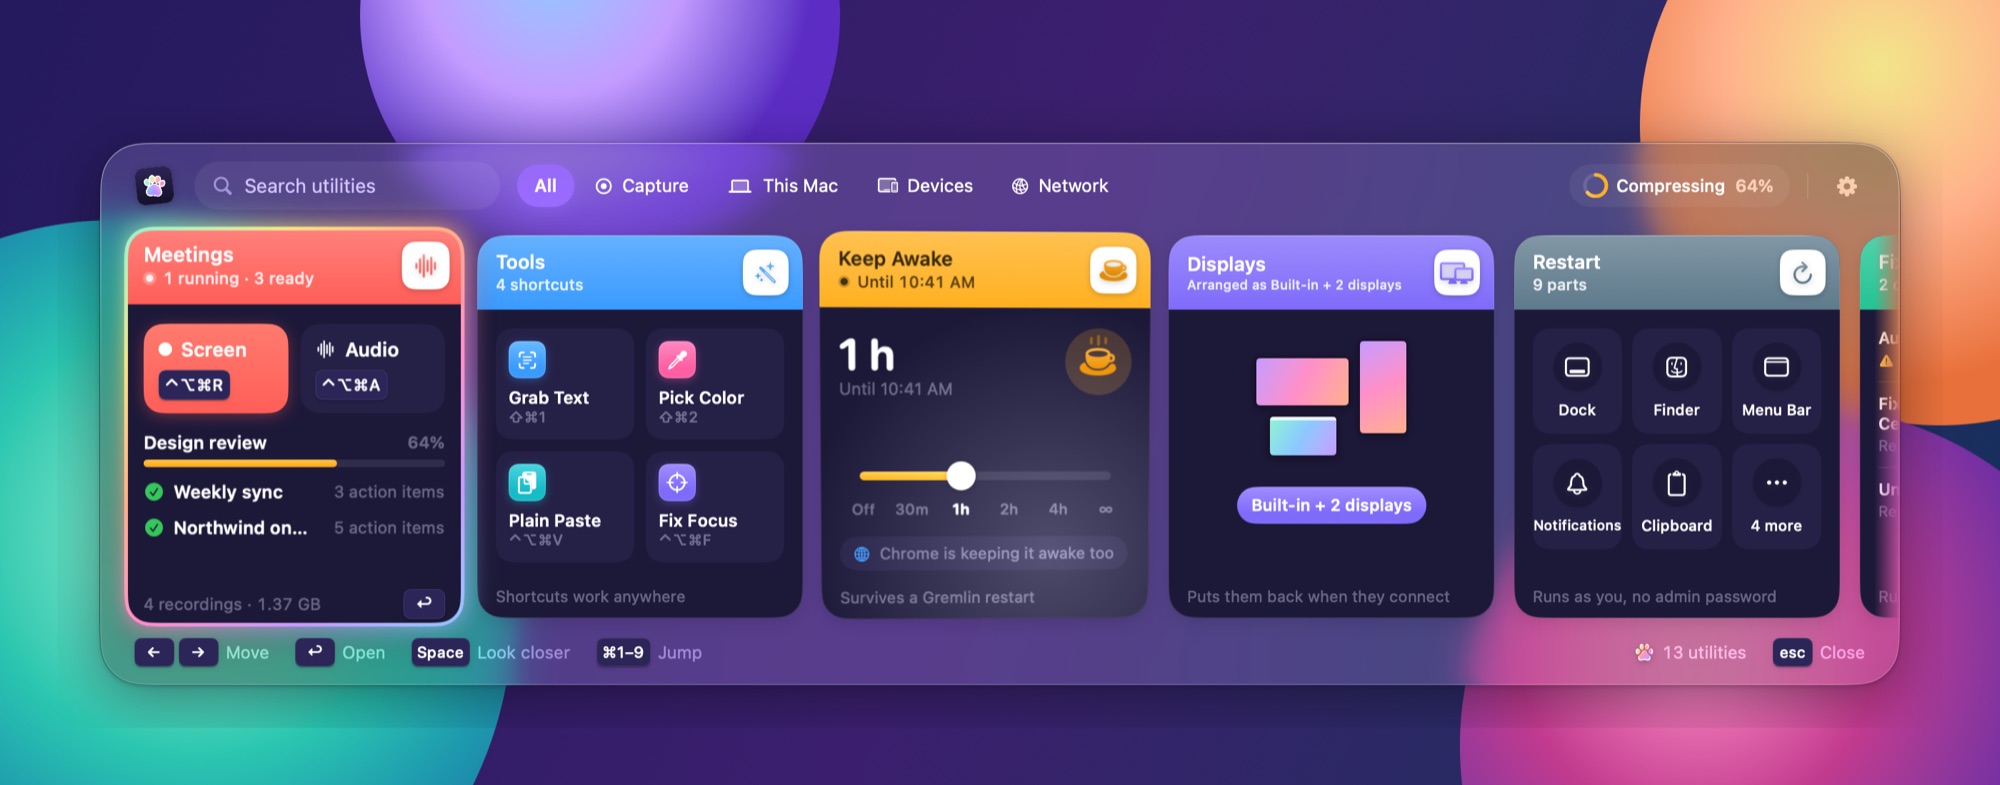 Search utilities
All
Capture
This Mac
Devices
Network
Compressing 64%
Meetings
1 running · 3 ready
Screen
⌃⌥⌘R
Audio
⌃⌥⌘A
Design review 64%
Weekly sync 3 action items
Northwind on... 5 action items
4 recordings · 1.37 GB
↩
Tools
4 shortcuts
Grab Text
⇧⌘1
Pick Color
⇧⌘2
Plain Paste
⌃⌥⌘V
Fix Focus
⌃⌥⌘F
Shortcuts work anywhere
Keep Awake
Until 10:41 AM
1 h
Until 10:41 AM
Off 30m 1h 2h 4h ∞
Chrome is keeping it awake too
Survives a Gremlin restart
Displays
Arranged as Built-in + 2 displays
Built-in + 2 displays
Puts them back when they connect
Restart
9 parts
Dock
Finder
Menu Bar
Notifications
Clipboard
4 more
Runs as you, no admin password
← → Move
↩ Open
Space Look closer
⌘1–9 Jump
13 utilities
esc Close